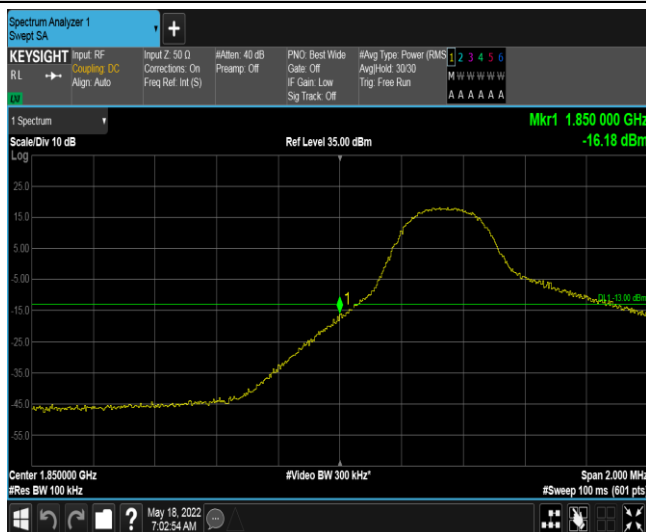 Spectrum Analyzer 1
Swept SA
KEYSIGHT Input: RF Input Z: 50 Ω #Atten: 40 dB PNO: Best Wide #Avg Type: Power (RMS 1 2 3 4 5 6
RL Coupling: DC Corrections: On Preamp: Off Gate: Off Avg|Hold: 30/30 M W W W W W
Align: Auto Freq Ref: Int (S) IF Gain: Low Trig: Free Run
Sig Track: Off A A A A A A
1 Spectrum Mkr1 1.850 000 GHz
Scale/Div 10 dB Ref Level 35.00 dBm -16.18 dBm
Log
25.0
15.0
5.00
-5.00
1
DL1 -13.00 dBm
-15.0
-25.0
-35.0
-45.0
-55.0
Center 1.850000 GHz #Video BW 300 kHz* Span 2.000 MHz
#Res BW 100 kHz #Sweep 100 ms (601 pts)
? May 18, 2022
7:02:54 AM